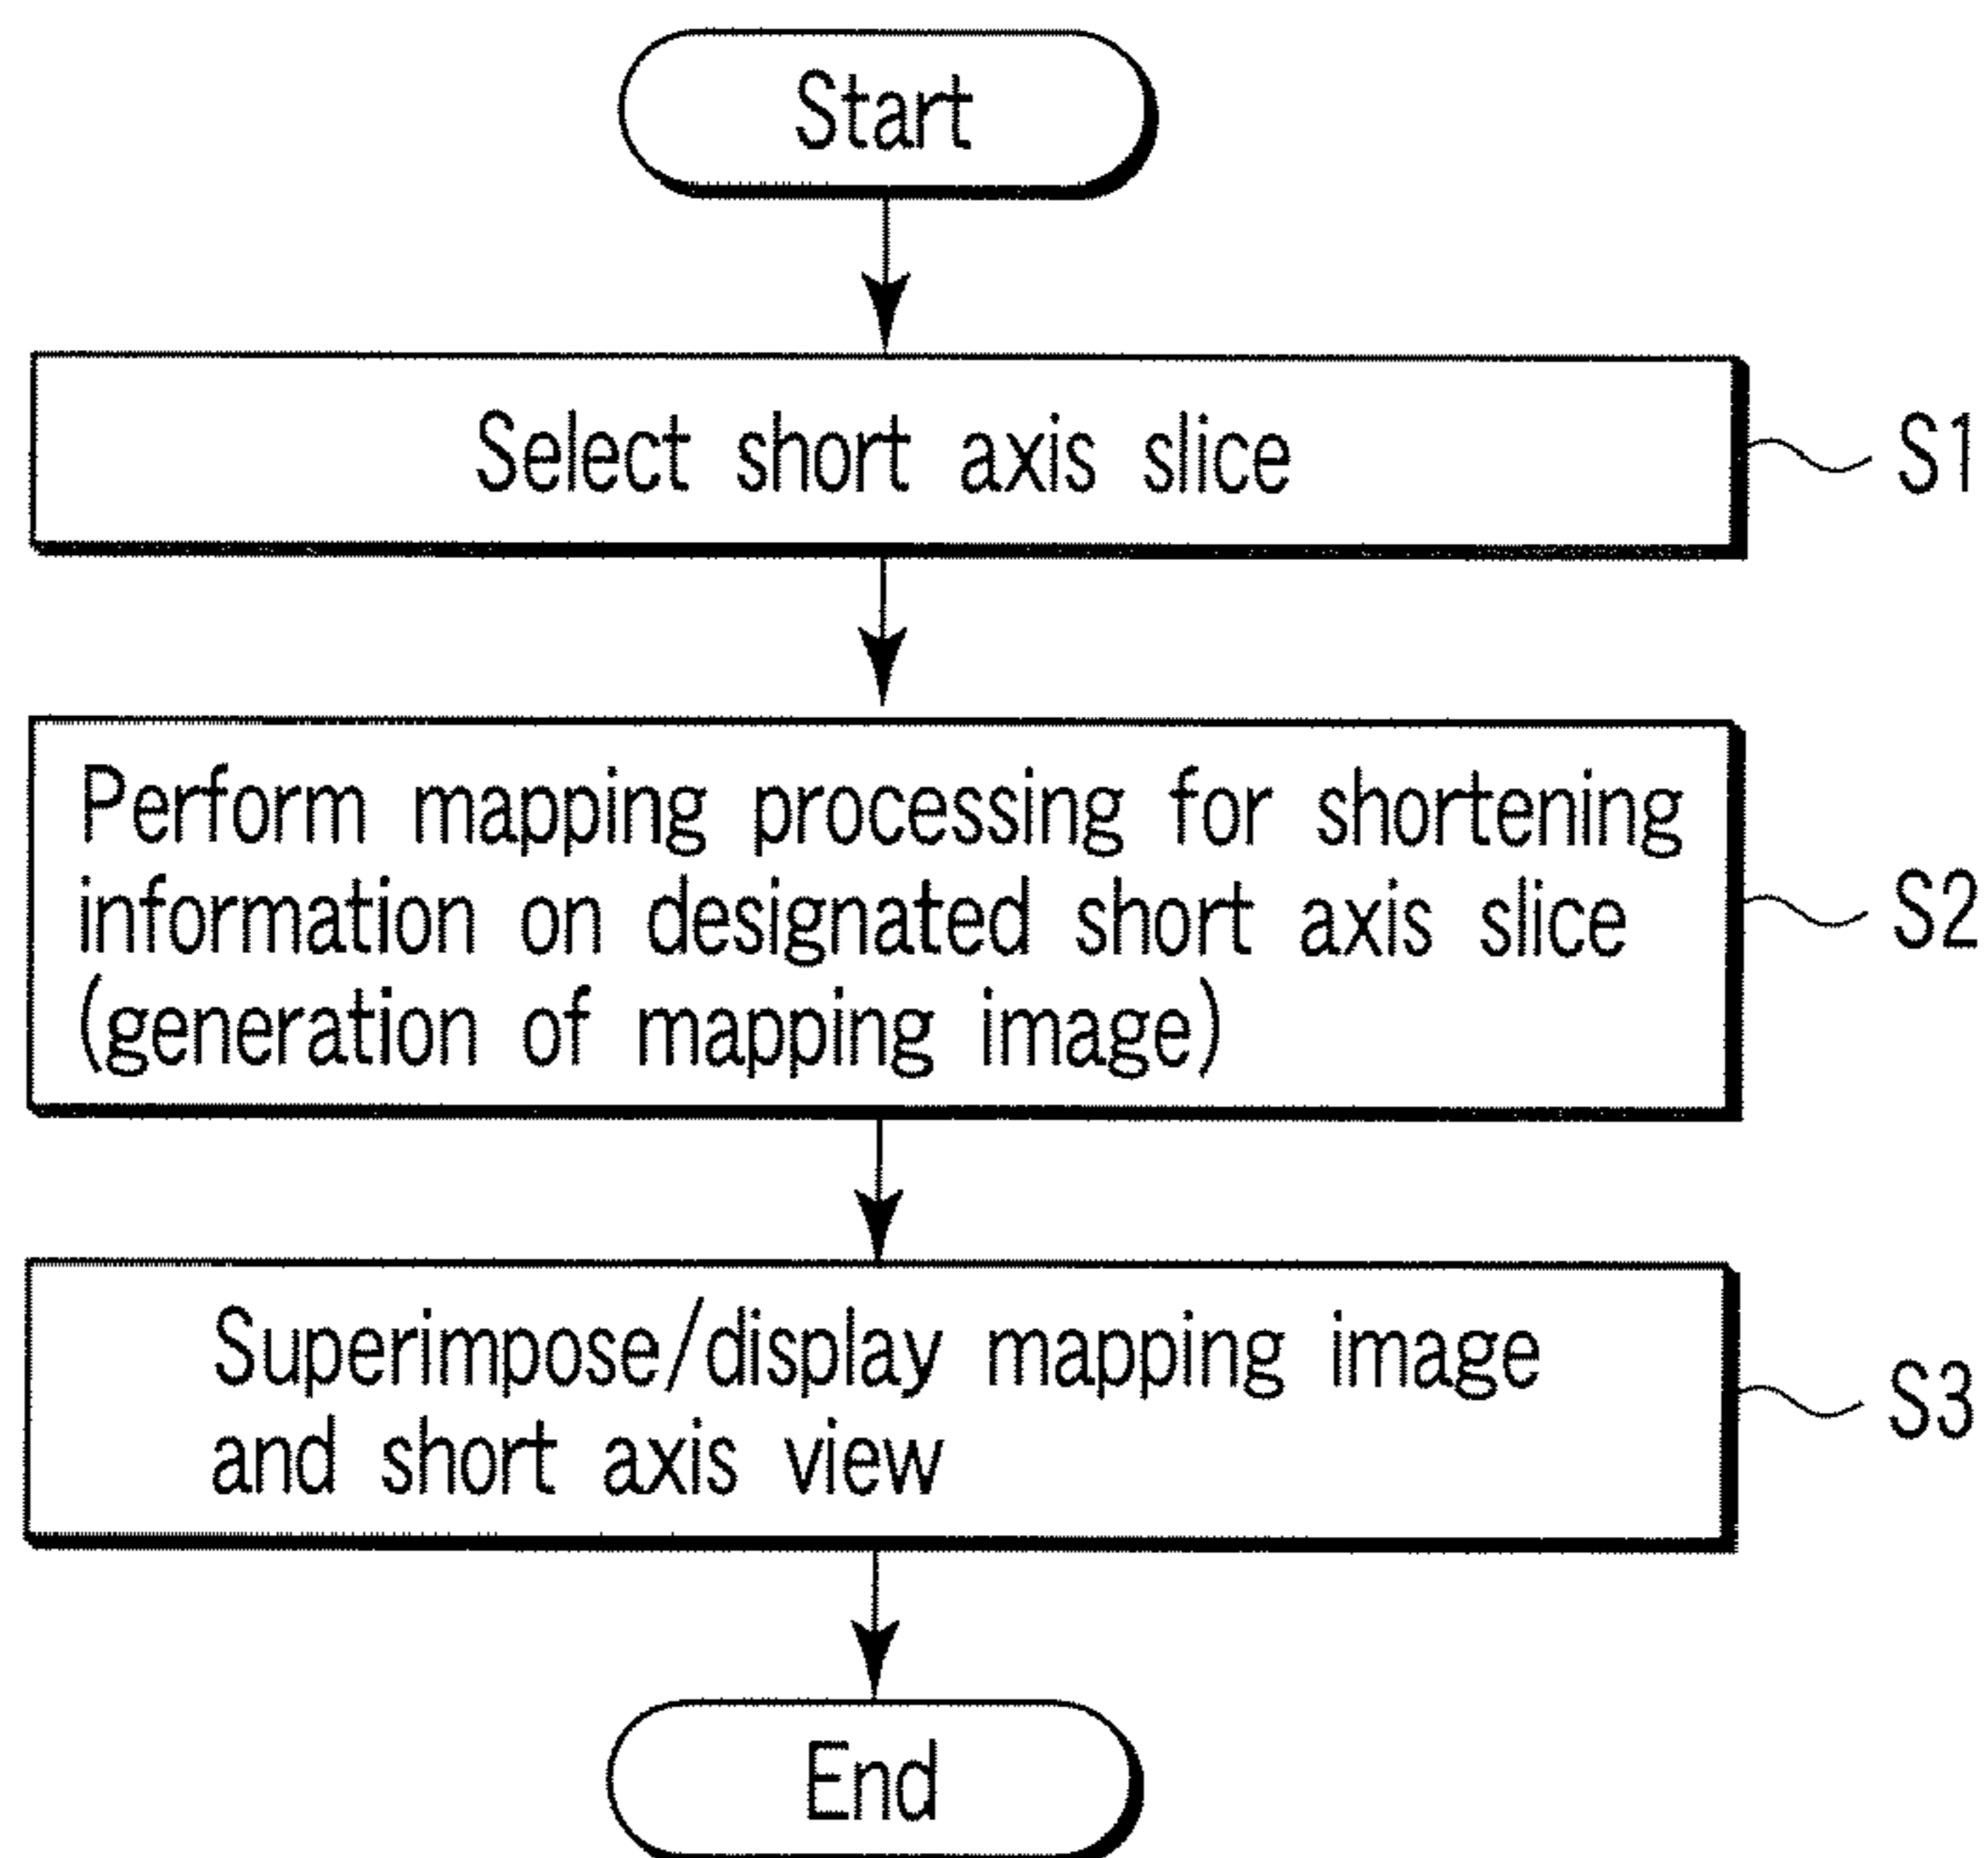 Start
Select short axis slice
S1
Perform mapping processing for shortening
information on designated short axis slice
(generation of mapping image)
S2
Superimpose/display mapping image
and short axis view
S3
End